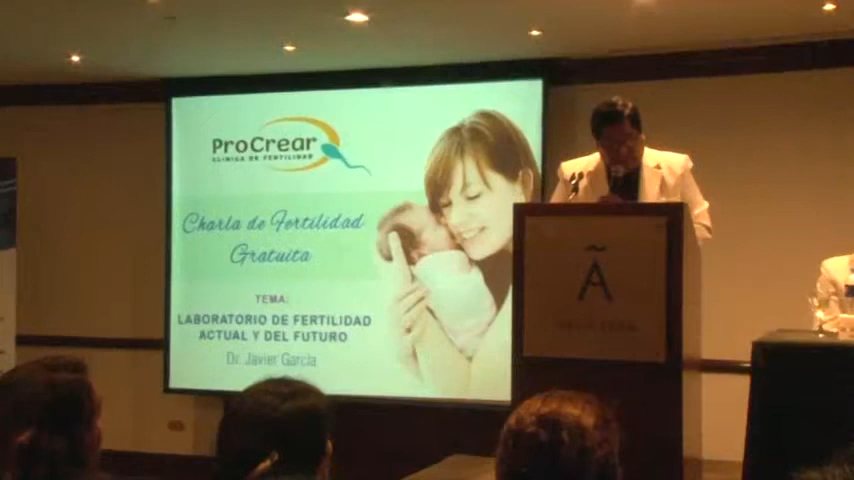 ProCrear
CLINICA DE FERTILIDAD
Charla de Fertilidad
Gratuita
TEMA:
LABORATORIO DE FERTILIDAD
ACTUAL Y DEL FUTURO
Dr. Javier García
Ã